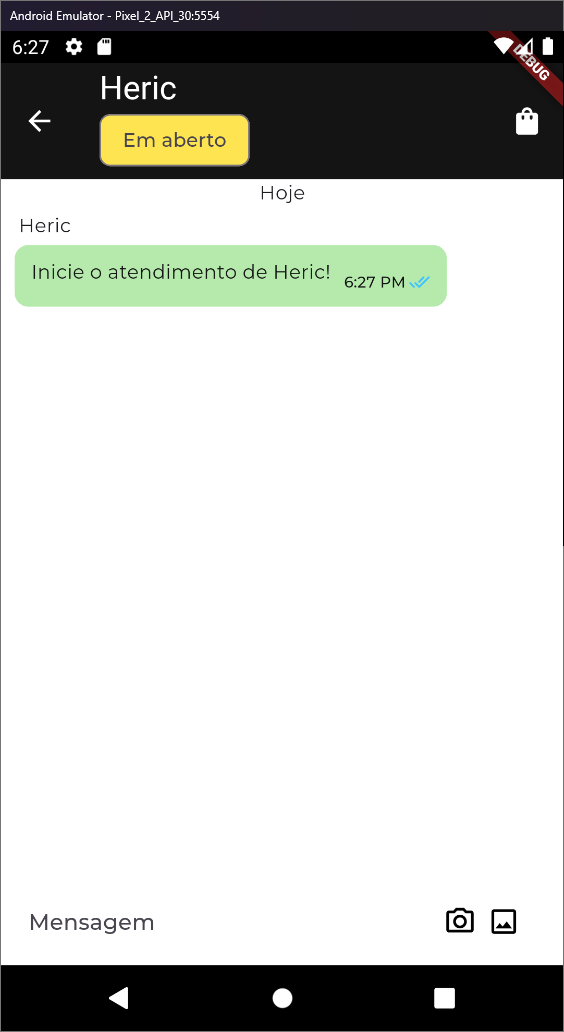 Android Emulator - Pixel_2_API_30:5554
6:27
DEBUG
Heric
Em aberto
Hoje
Heric
Inicie o atendimento de Heric!
6:27 PM
Mensagem